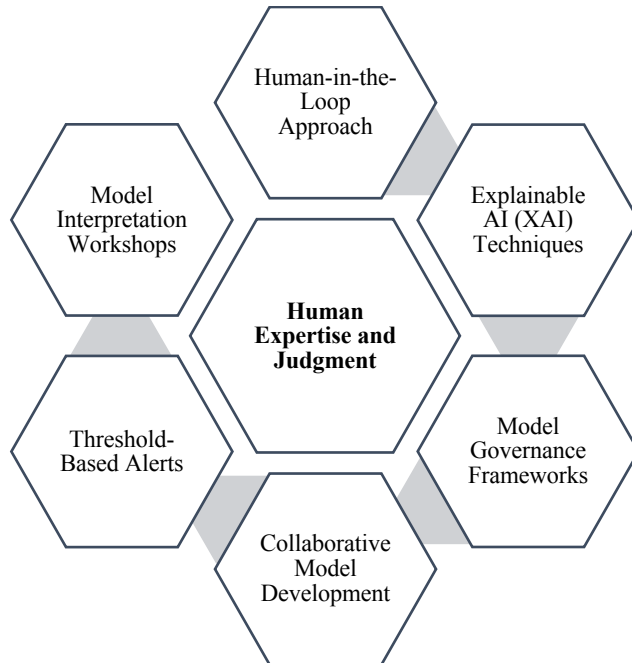 Human-in-the-
Loop
Approach
Explainable
AI (XAI)
Techniques
Model
Governance
Frameworks
Collaborative
Model
Development
Threshold-
Based Alerts
Model
Interpretation
Workshops
Human
Expertise and
Judgment